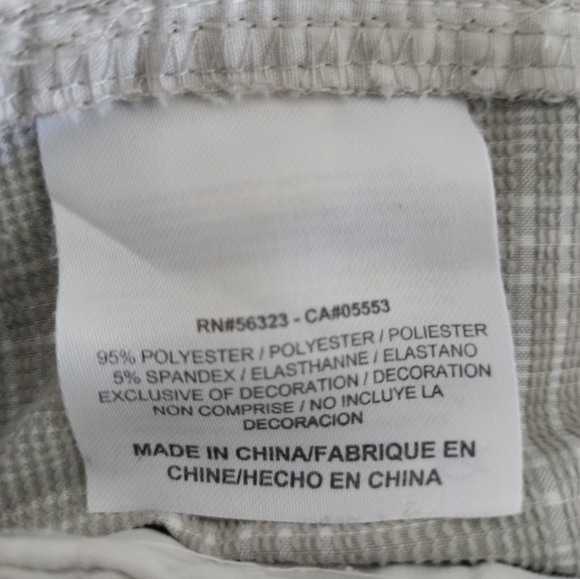 RN#56323 - CA#05553
95% POLYESTER / POLYESTER / POLIESTER
5% SPANDEX / ELASTHANNE / ELASTANO
EXCLUSIVE OF DECORATION / DECORATION
NON COMPRISE / NO INCLUYE LA
DECORACION
MADE IN CHINA/FABRIQUE EN
CHINE/HECHO EN CHINA